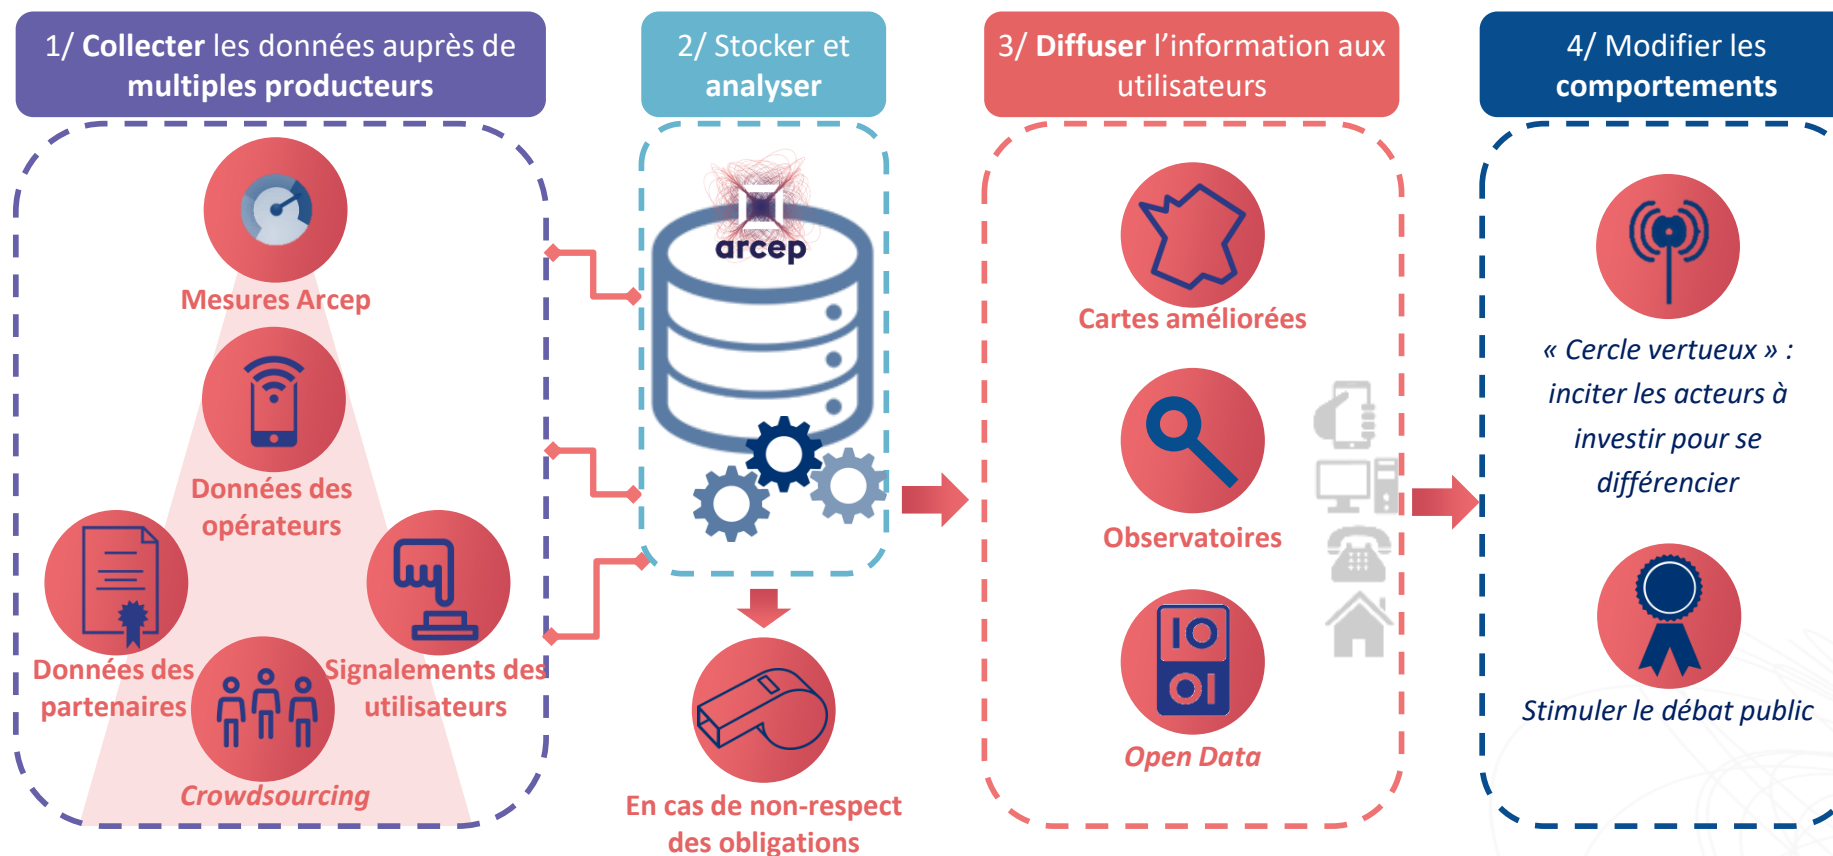 1/ Collecter les données auprès de
multiples producteurs
Mesures Arcep
Données des
opérateurs
Données des
partenaires
Signalements des
utilisateurs
Crowdsourcing
2/ Stocker et
analyser
arcep
En cas de non-respect
des obligations
3/ Diffuser l’information aux
utilisateurs
Cartes améliorées
Observatoires
IO
OI
Open Data
4/ Modifier les
comportements
« Cercle vertueux » :
inciter les acteurs à
investir pour se
différencier
Stimuler le débat public